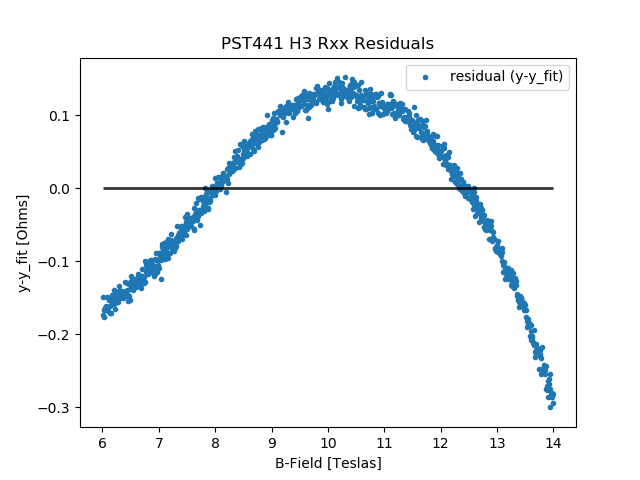 PST441 H3 Rxx Residuals
residual (y-y_fit)
y-y_fit [Ohms]
0.1
0.0
−0.1
−0.2
−0.3
6 7 8 9 10 11 12 13 14
B-Field [Teslas]